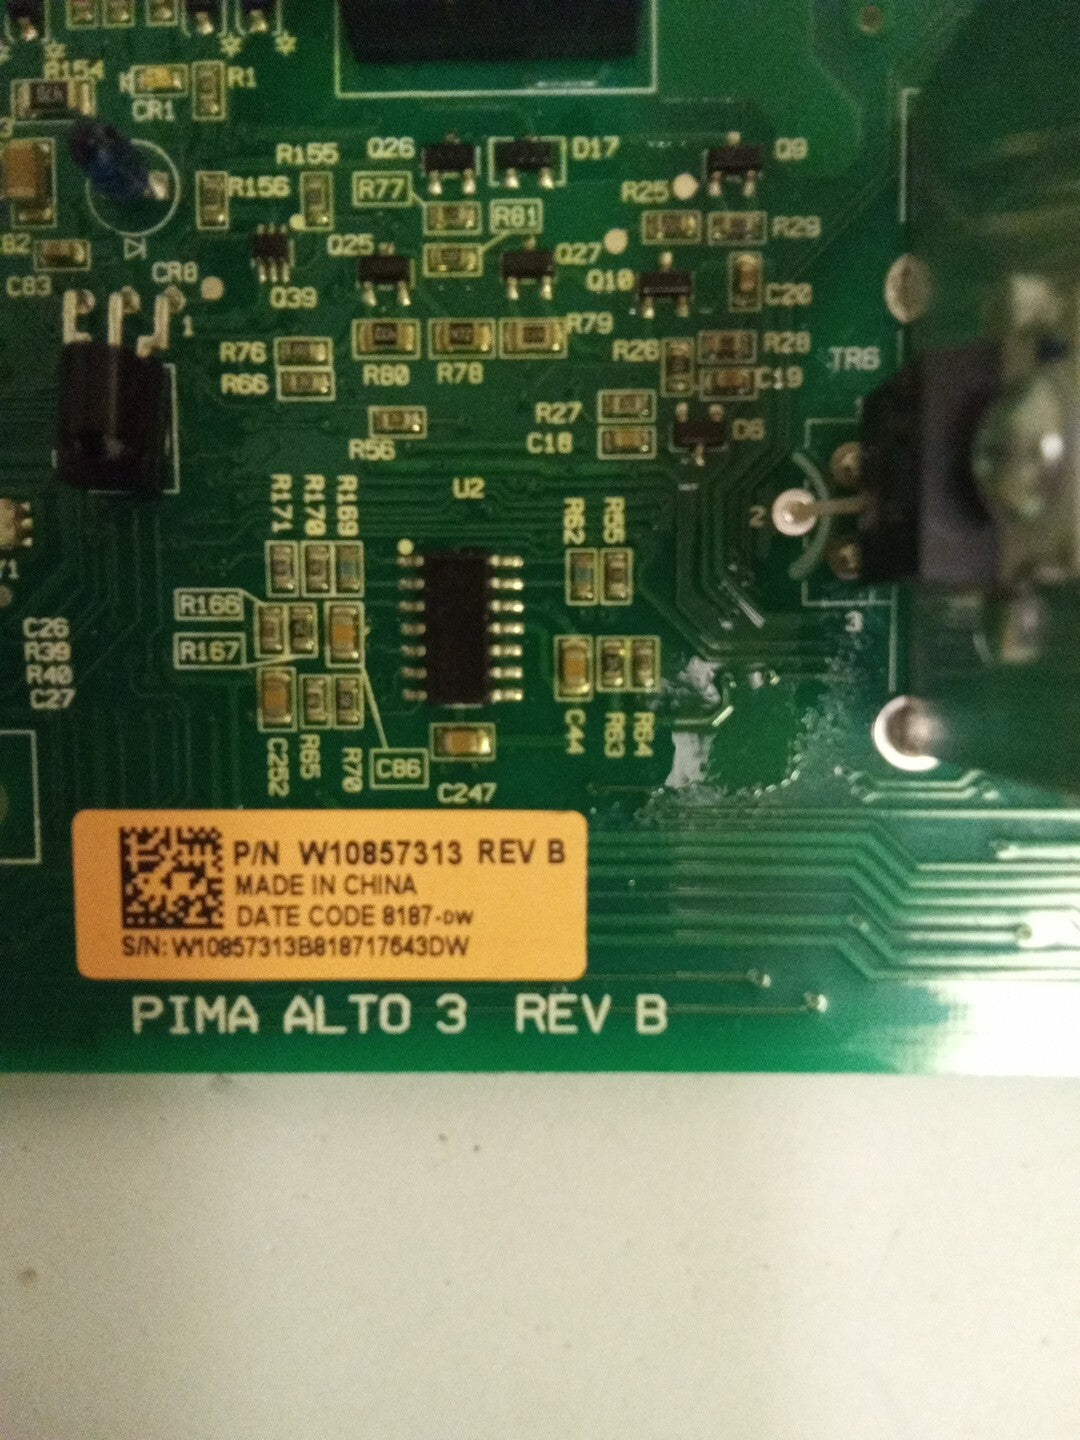 R154
R1
CR1
R155
Q26
D17
Q9
R156
R77
R25
R81
R29
82
C83
Q25
Q27
CR8
Q39
Q10
C20
1
R79
R76
R80
R78
R26
R28
TR6
R66
C19
R27
R56
C18
D6
U2
R171
R170
R169
R62
R55
2
R166
3
C26
R39
R40
C27
R167
C252
R65
R70
C86
C247
C44
R63
R64
P/N W10857313 REV B
MADE IN CHINA
DATE CODE 8187-DW
S/N: W10857313B818717643DW
PIMA ALTO 3 REV B